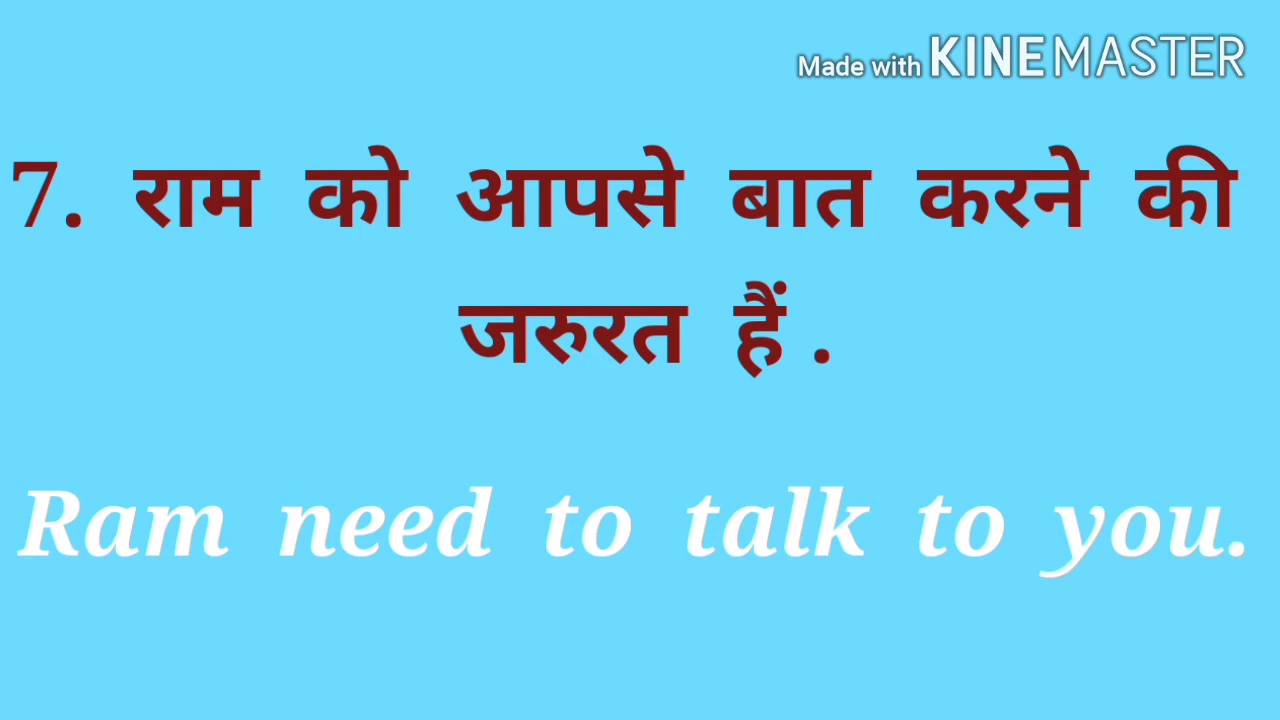 Made with KINEMASTER
7. राम को आपसे बात करने की
जरुरत हैं .
Ram need to talk to you.